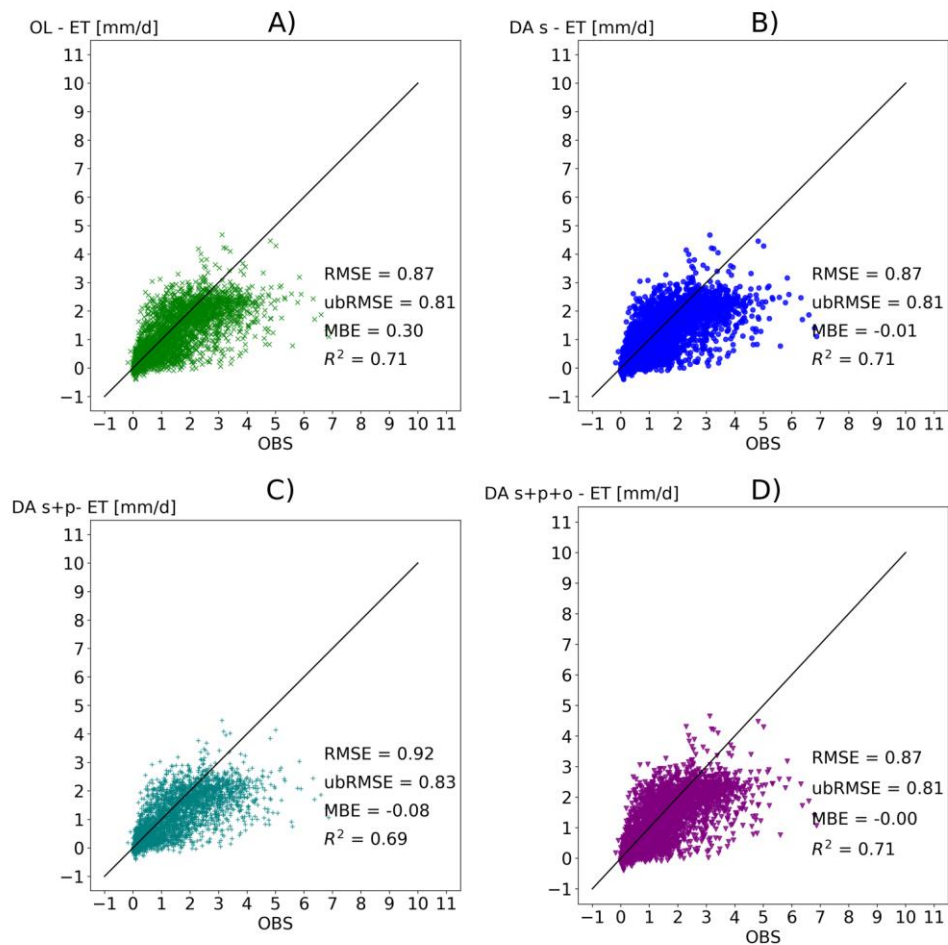 OL - ET [mm/d]
A)
11
10
9
8
7
6
5
4
3
2
1
0
−1
RMSE = 0.87
ubRMSE = 0.81
MBE = 0.30
R² = 0.71
−1 0 1 2 3 4 5 6 7 8 9 10 11
OBS
DA s - ET [mm/d]
B)
11
10
9
8
7
6
5
4
3
2
1
0
−1
RMSE = 0.87
ubRMSE = 0.81
MBE = -0.01
R² = 0.71
−1 0 1 2 3 4 5 6 7 8 9 10 11
OBS
DA s+p- ET [mm/d]
C)
11
10
9
8
7
6
5
4
3
2
1
0
−1
RMSE = 0.92
ubRMSE = 0.83
MBE = -0.08
R² = 0.69
−1 0 1 2 3 4 5 6 7 8 9 10 11
OBS
DA s+p+o - ET [mm/d]
D)
11
10
9
8
7
6
5
4
3
2
1
0
−1
RMSE = 0.87
ubRMSE = 0.81
MBE = -0.00
R² = 0.71
−1 0 1 2 3 4 5 6 7 8 9 10 11
OBS